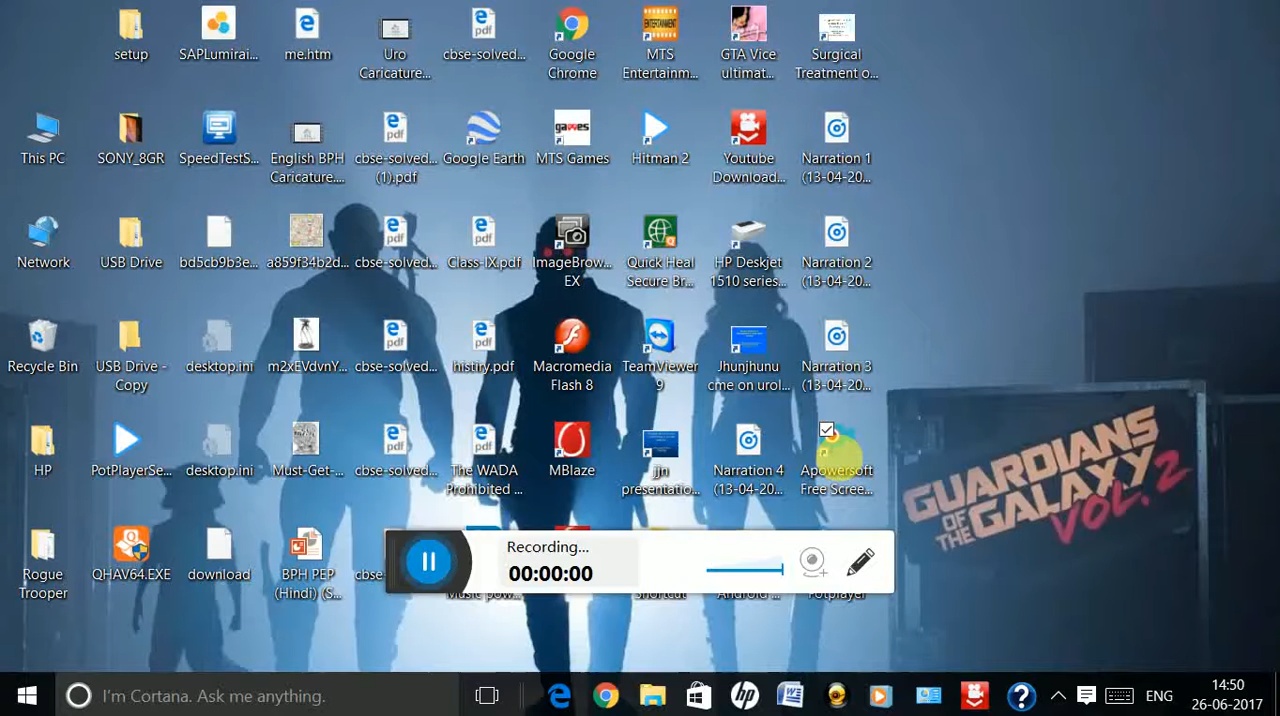 setup
SAPLumirai...
me.htm
Uro
Caricature....
cbse-solved...
Google
Chrome
MTS
Entertainm...
GTA Vice
ultimat...
Surgical
Treatment o...
This PC
SONY_8GR
SpeedTestS...
English BPH
Caricature....
cbse-solved...
(1).pdf
Google Earth
MTS Games
Hitman 2
Youtube
Download...
Narration 1
(13-04-20...
Network
USB Drive
bd5cb9b3e...
a859f34b2d...
cbse-solved...
Class-IX.pdf
ImageBrow...
EX
Quick Heal
Secure Br...
HP Deskjet
1510 series...
Narration 2
(13-04-20...
Recycle Bin
USB Drive -
Copy
desktop.ini
m2xEVdvnY...
cbse-solved...
histiry.pdf
Macromedia
Flash 8
TeamViewer
9
Jhunjhunu
cme on urol...
Narration 3
(13-04-20...
HP
PotPlayerSe...
desktop.ini
Must-Get-...
cbse-solved...
The WADA
Prohibited ...
MBlaze
jjn
presentatio...
Narration 4
(13-04-20...
Apowersoft
Free Scree...
Rogue
Trooper
QHAV64.EXE
download
BPH PEP
(Hindi) (S...
Recording...
00:00:00
GUARDIANS
OF THE GALAXY
VOL. 2
I'm Cortana. Ask me anything.
ENG
14:50
26-06-2017